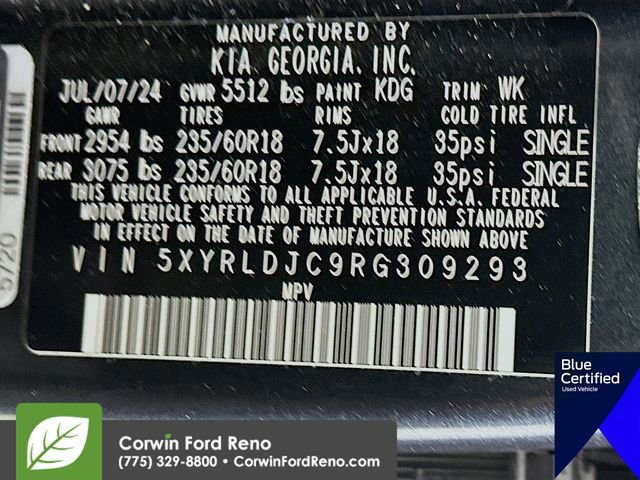 MANUFACTURED BY
KIA GEORGIA, INC.
JUL/07/24 GVWR 5512 lbs PAINT KDG TRIM WK
GAWR TIRES RIMS COLD TIRE INFL
FRONT 2954 lbs 235/60R18 7.5Jx18 35psi SINGLE
REAR 3075 lbs 235/60R18 7.5Jx18 35psi SINGLE
THIS VEHICLE CONFORMS TO ALL APPLICABLE U.S.A. FEDERAL
MOTOR VEHICLE SAFETY AND THEFT PREVENTION STANDARDS
IN EFFECT ON THE DATE OF MANUFACTURE SHOWN ABOVE
VIN 5XYRLDJC9RG309293
MPV
5720
Blue
Certified
Used Vehicle
Corwin Ford Reno
(775) 329-8800 • CorwinFordReno.com